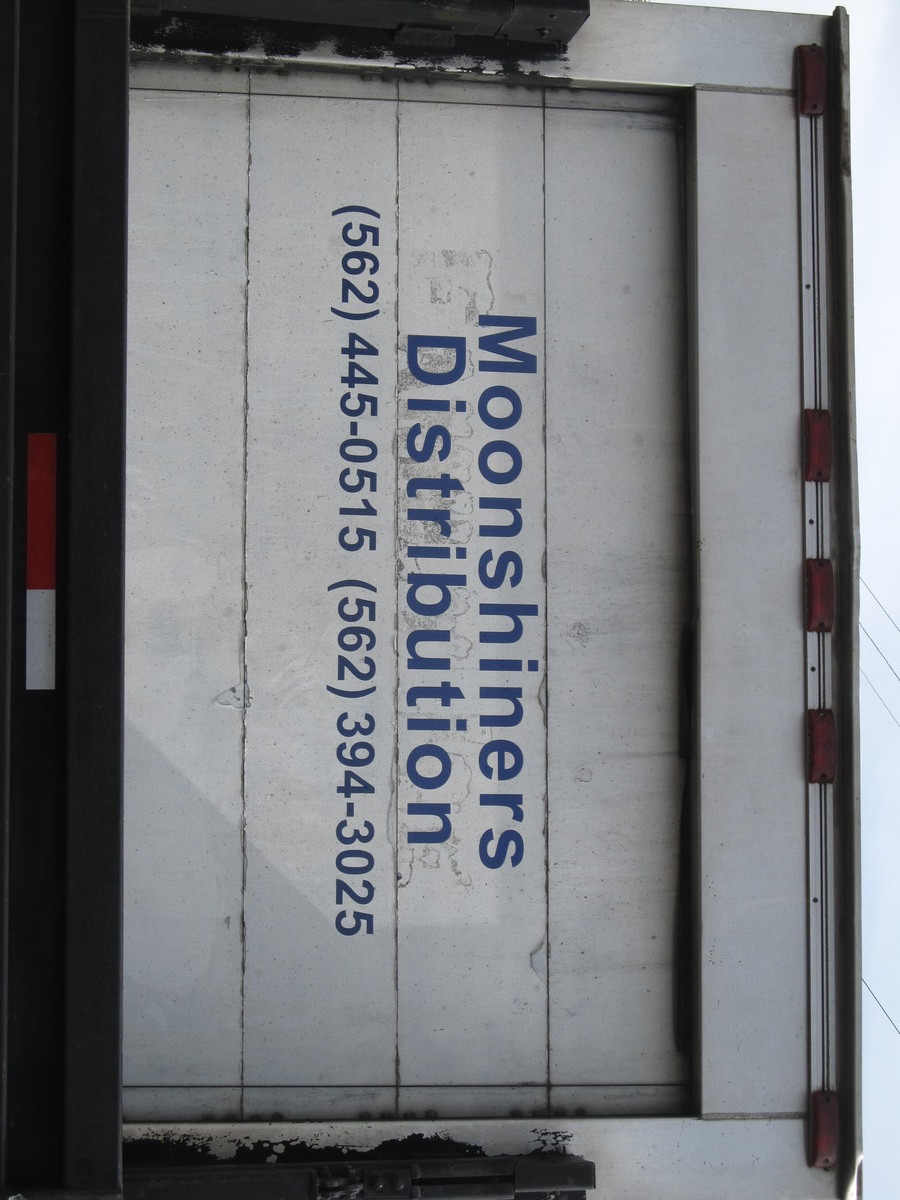 Moonshiners
Distribution
(562) 445-0515 (562) 394-3025